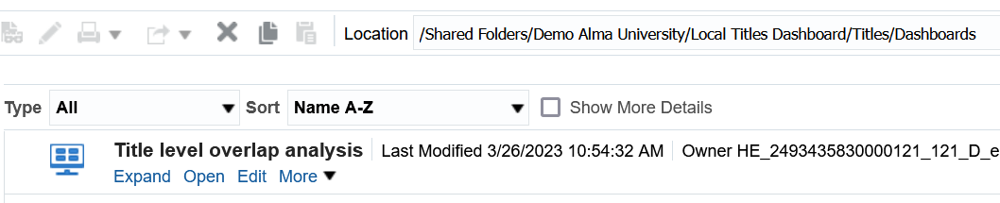 Location /Shared Folders/Demo Alma University/Local Titles Dashboard/Titles/Dashboards
Type All Sort Name A-Z Show More Details
Title level overlap analysis Last Modified 3/26/2023 10:54:32 AM Owner HE_2493435830000121_121_D_e
Expand Open Edit More